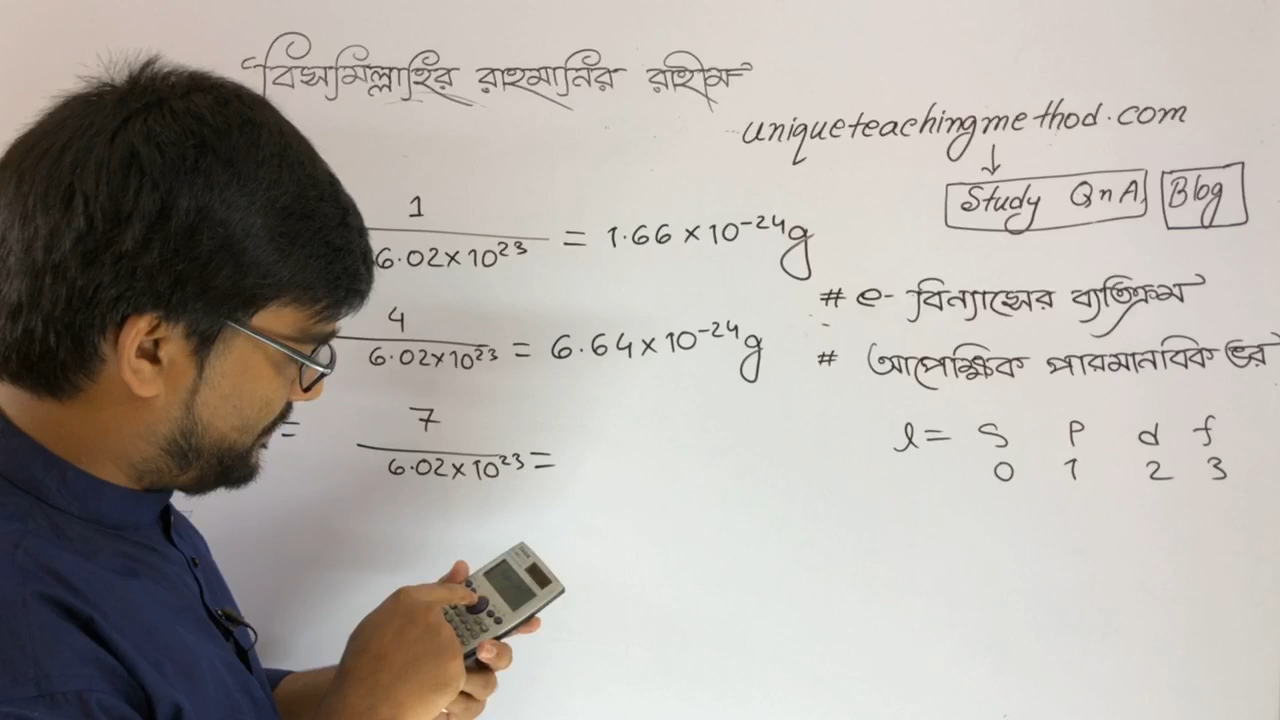 বিসমিল্লাহির রাহমানির রাহীম
uniqueteachingmethod.com
↓
Study QnA Blog
1
6.02×10²³ = 1.66×10⁻²⁴g
4
6.02×10²³ = 6.64×10⁻²⁴g
= 7
6.02×10²³ =
# e- বিন্যাসের ব্যতিক্রম
# আপেক্ষিক পারমানবিক ভর
l = S P d f
0 1 2 3